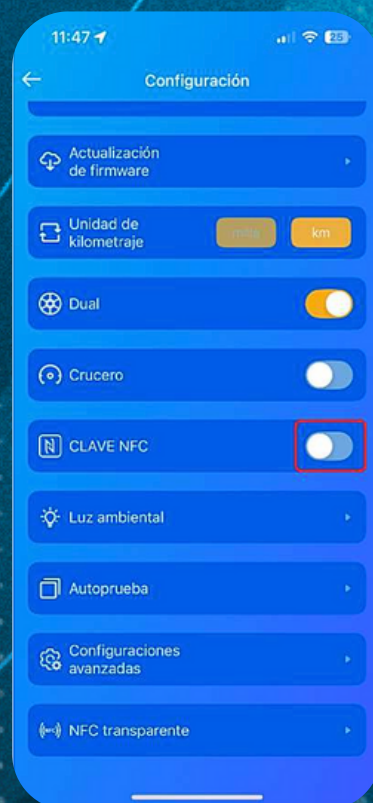 11:47
25
Configuración
Actualización
de firmware
Unidad de
kilometraje
km
Dual
Crucero
CLAVE NFC
Luz ambiental
Autoprueba
Configuraciones
avanzadas
NFC transparente